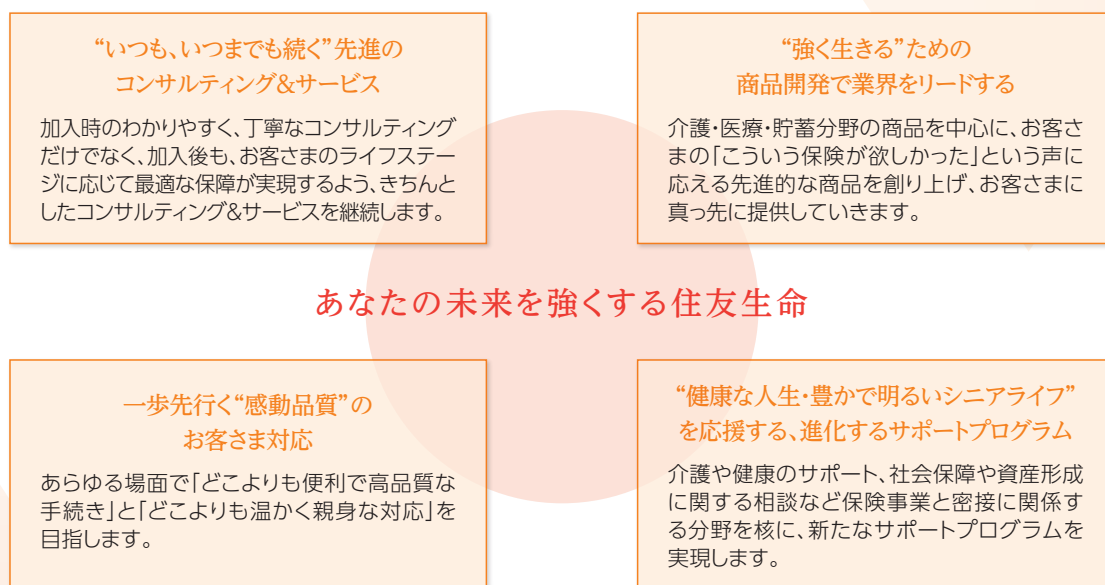 “いつも、いつまでも続く”先進の
コンサルティング&サービス
加入時のわかりやすく、丁寧なコンサルティング
だけでなく、加入後も、お客さまのライフステー
ジに応じて最適な保障が実現するよう、きちんと
したコンサルティング&サービスを継続します。
“強く生きる”ための
商品開発で業界をリードする
介護・医療・貯蓄分野の商品を中心に、お客さ
まの「こういう保険が欲しかった」という声に
応える先進的な商品を創り上げ、お客さまに
真っ先に提供していきます。
あなたの未来を強くする住友生命
一歩先行く“感動品質”の
お客さま対応
あらゆる場面で「どこよりも便利で高品質な
手続き」と「どこよりも温かく親身な対応」を
目指します。
“健康な人生・豊かで明るいシニアライフ”
を応援する、進化するサポートプログラム
介護や健康のサポート、社会保障や資産形成
に関する相談など保険事業と密接に関係す
る分野を核に、新たなサポートプログラムを
実現します。